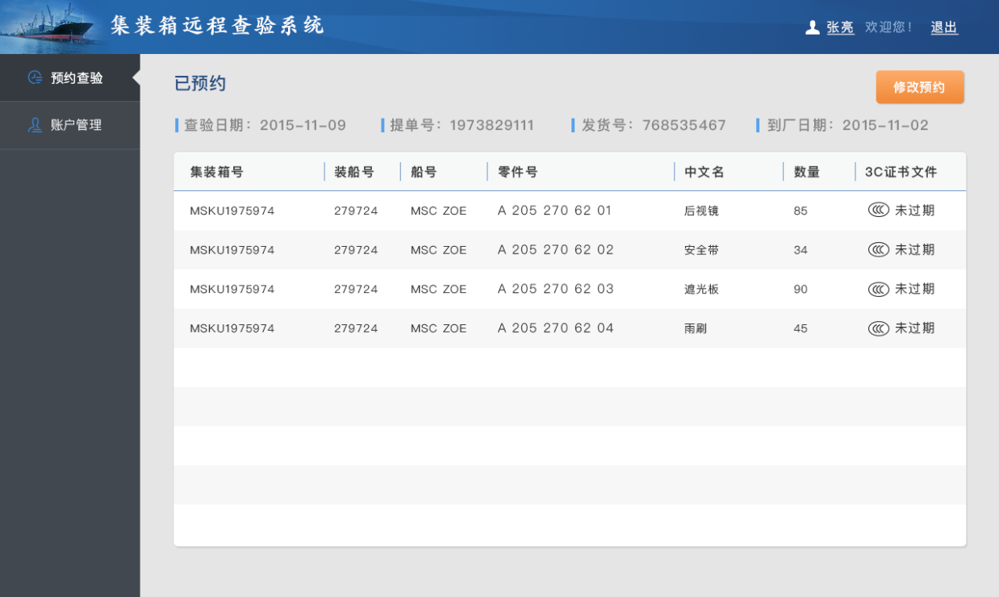 集装箱远程查验系统
张亮 欢迎您！ 退出
预约查验
账户管理
已预约
修改预约
查验日期：2015-11-09 提单号：1973829111 发货号：768535467 到厂日期：2015-11-02
集装箱号 装船号 船号 零件号 中文名 数量 3C证书文件
MSKU1975974 279724 MSC ZOE A 205 270 62 01 后视镜 85 未过期
MSKU1975974 279724 MSC ZOE A 205 270 62 02 安全带 34 未过期
MSKU1975974 279724 MSC ZOE A 205 270 62 03 遮光板 90 未过期
MSKU1975974 279724 MSC ZOE A 205 270 62 04 雨刷 45 未过期